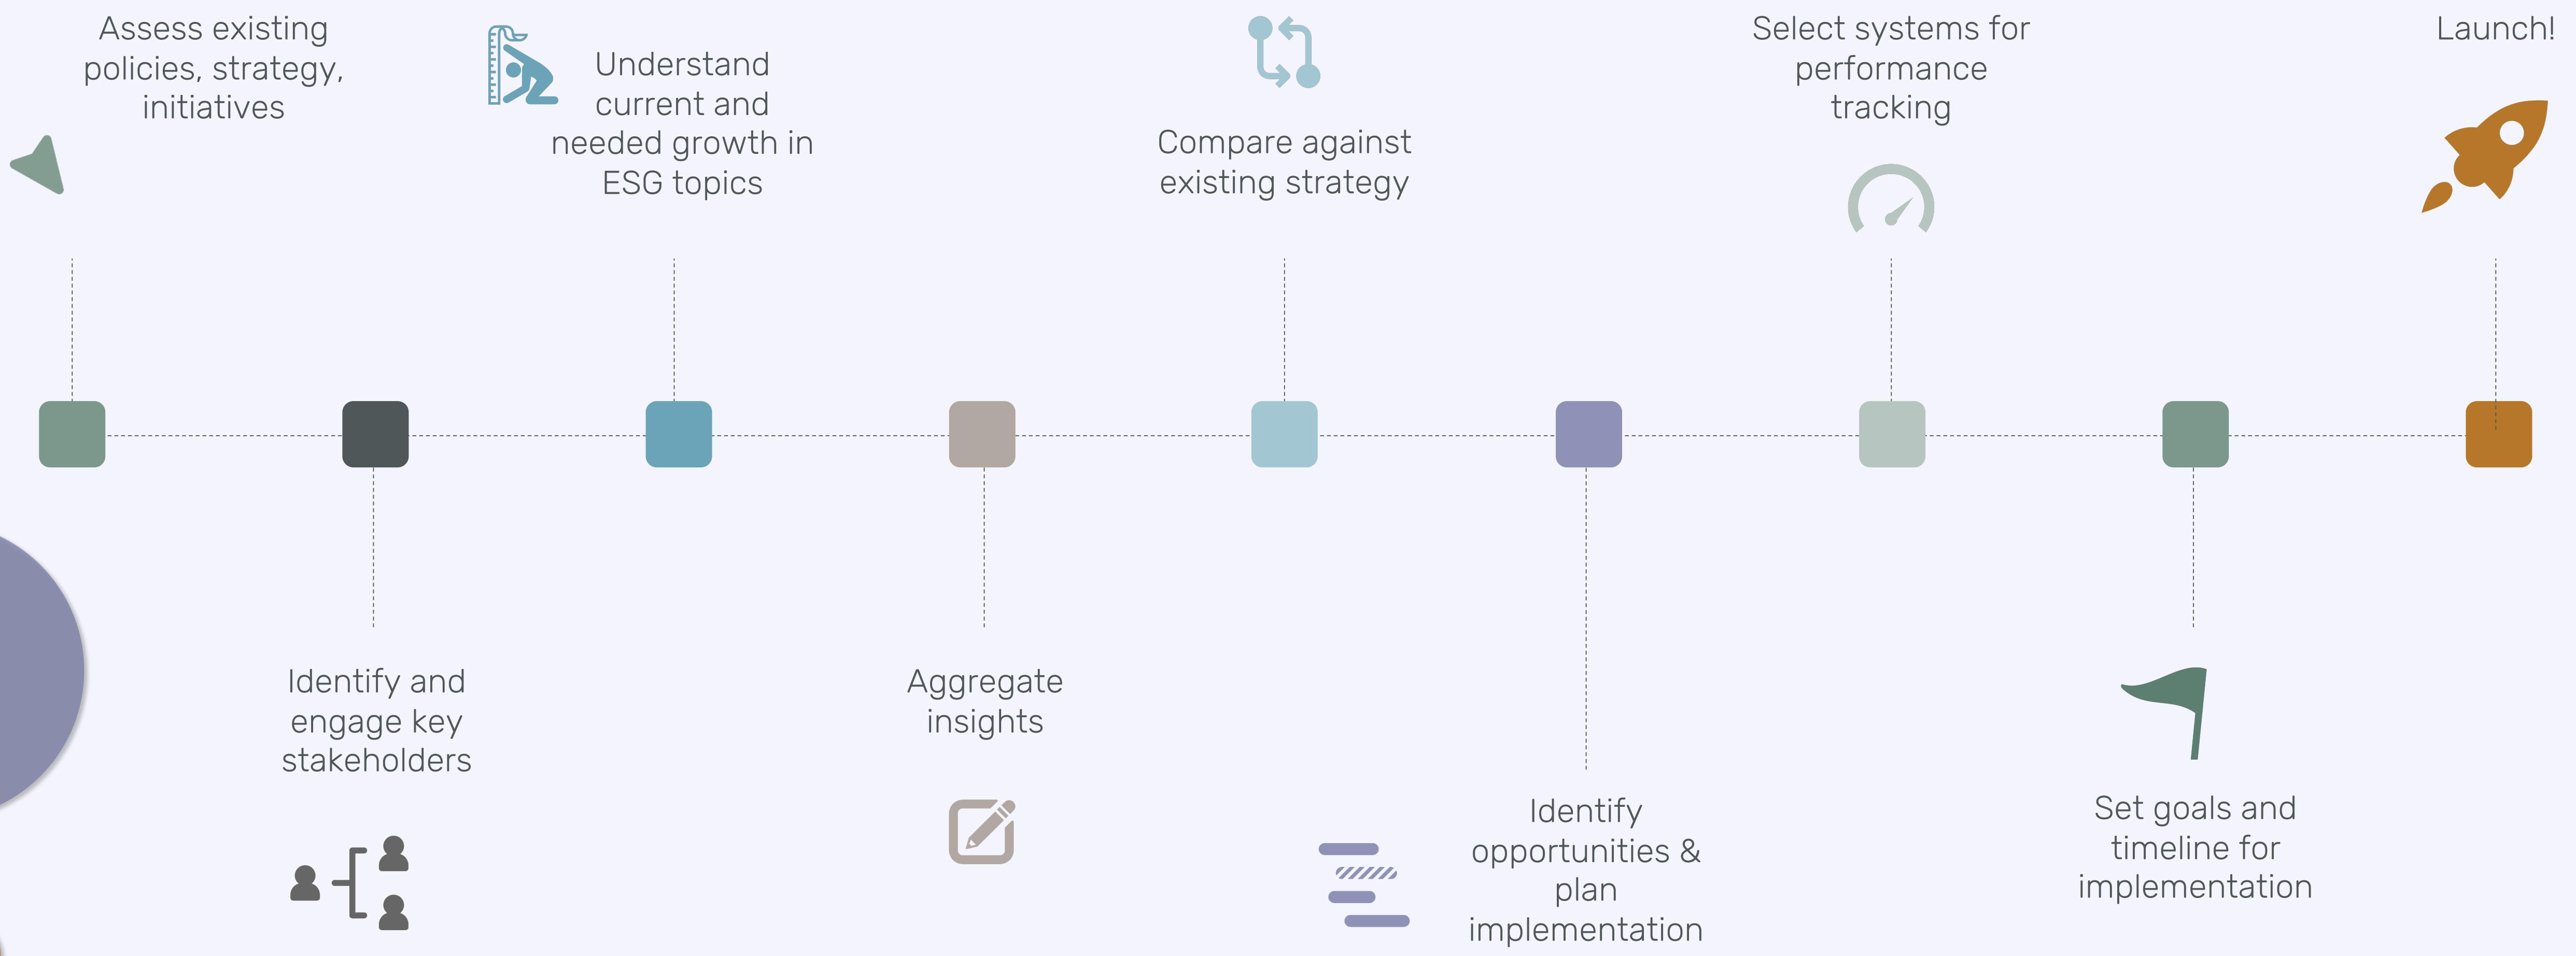 Assess existing
policies, strategy,
initiatives
Identify and
engage key
stakeholders
Understand
current and
needed growth in
ESG topics
Aggregate
insights
Compare against
existing strategy
Identify
opportunities &
plan
implementation
Select systems for
performance
tracking
Set goals and
timeline for
implementation
Launch!